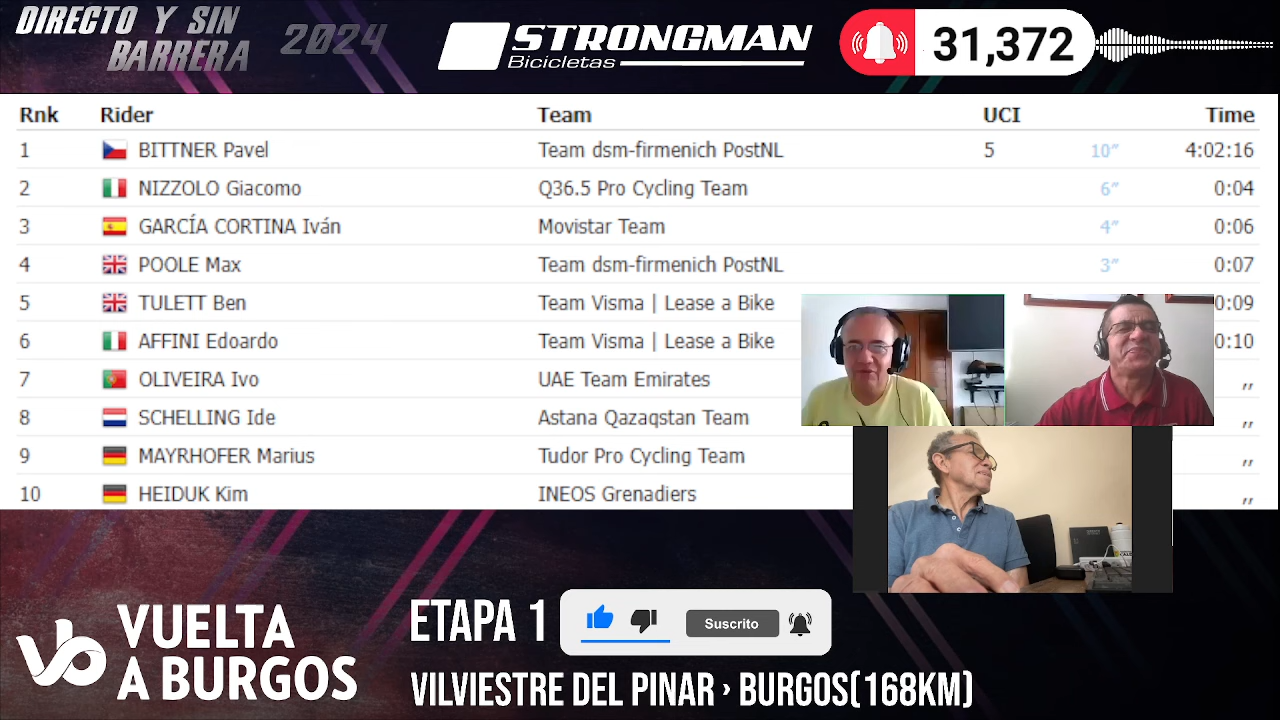 DIRECTO Y SIN
BARRERA 2024
STRONGMAN
Bicicletas
31,372
Rnk Rider Team UCI Time
1 BITTNER Pavel Team dsm-firmenich PostNL 5 10″ 4:02:16
2 NIZZOLO Giacomo Q36.5 Pro Cycling Team 6″ 0:04
3 GARCÍA CORTINA Iván Movistar Team 4″ 0:06
4 POOLE Max Team dsm-firmenich PostNL 3″ 0:07
5 TULETT Ben Team Visma | Lease a Bike 0:09
6 AFFINI Edoardo Team Visma | Lease a Bike 0:10
7 OLIVEIRA Ivo UAE Team Emirates ,,
8 SCHELLING Ide Astana Qazaqstan Team ,,
9 MAYRHOFER Marius Tudor Pro Cycling Team ,,
10 HEIDUK Kim INEOS Grenadiers ,,
vb VUELTA
A BURGOS
ETAPA 1
Suscrito
VILVIESTRE DEL PINAR › BURGOS(168KM)